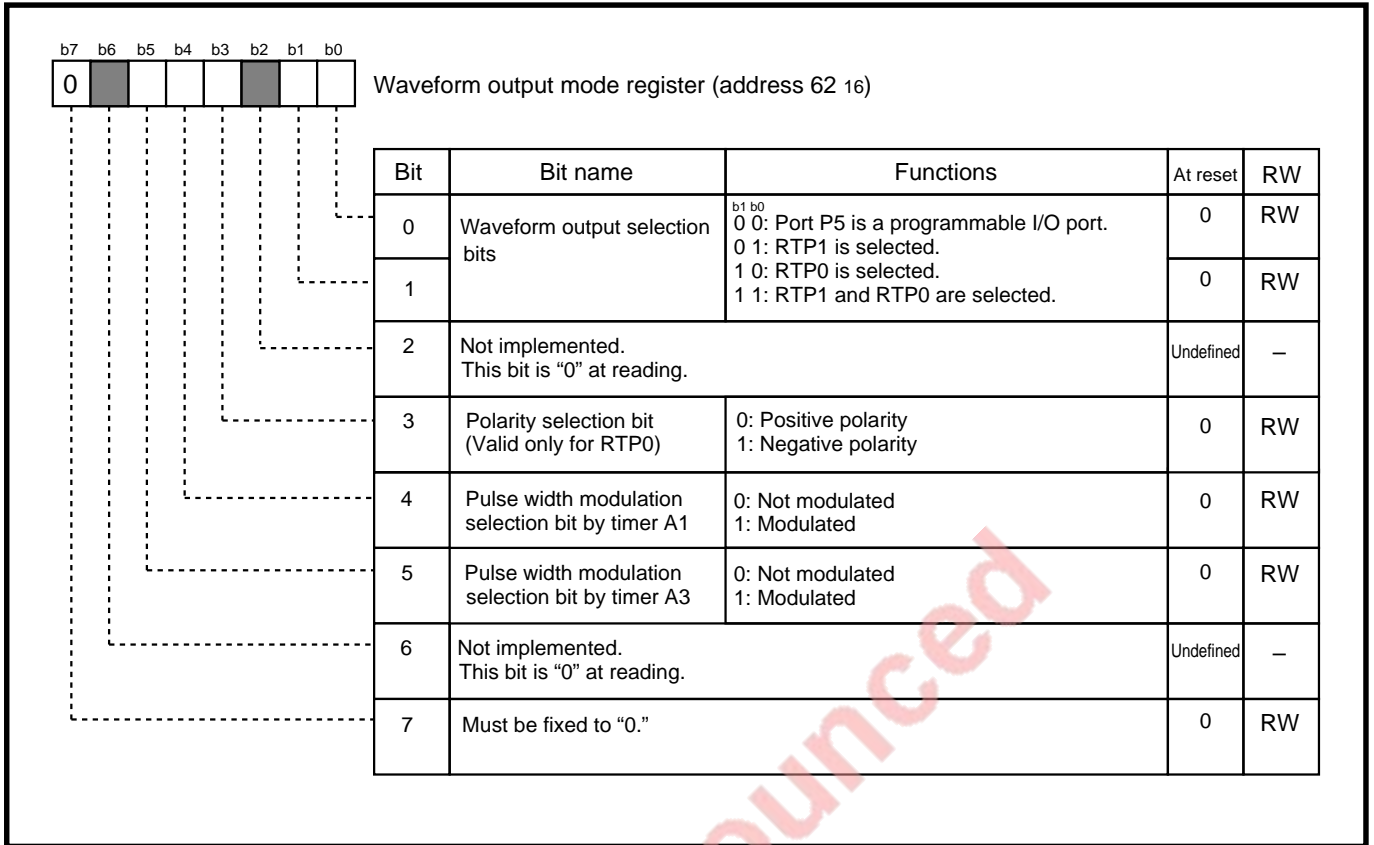 b7 b6 b5 b4 b3 b2 b1 b0
0
Waveform output mode register (address 62 16)
Bit Bit name Functions At reset RW
0 Waveform output selection bits
b1 b0
0 0: Port P5 is a programmable I/O port.
0 1: RTP1 is selected.
1 0: RTP0 is selected.
1 1: RTP1 and RTP0 are selected.
0 RW
1 0 RW
2 Not implemented. Undefined –
This bit is “0” at reading.
3 Polarity selection bit 0: Positive polarity 0 RW
(Valid only for RTP0) 1: Negative polarity
4 Pulse width modulation 0: Not modulated 0 RW
selection bit by timer A1 1: Modulated
5 Pulse width modulation 0: Not modulated 0 RW
selection bit by timer A3 1: Modulated
6 Not implemented. Undefined –
This bit is “0” at reading.
7 Must be fixed to “0.” 0 RW